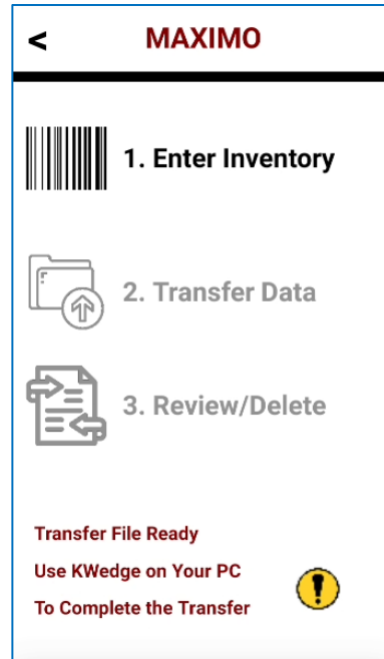 < MAXIMO
1. Enter Inventory
2. Transfer Data
3. Review/Delete
Transfer File Ready
Use KWedge on Your PC
To Complete the Transfer